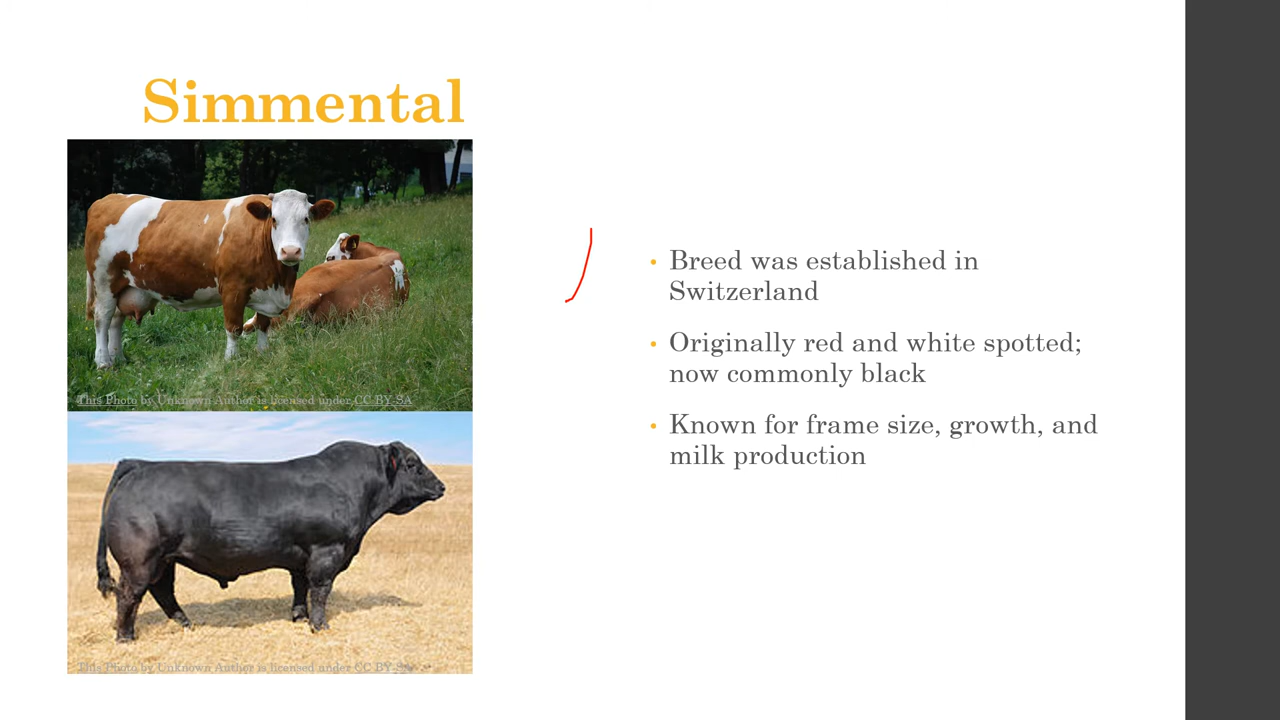 Simmental
This Photo by Unknown Author is licensed under CC BY-SA
This Photo by Unknown Author is licensed under CC BY-SA
• Breed was established in
Switzerland
• Originally red and white spotted;
now commonly black
• Known for frame size, growth, and
milk production